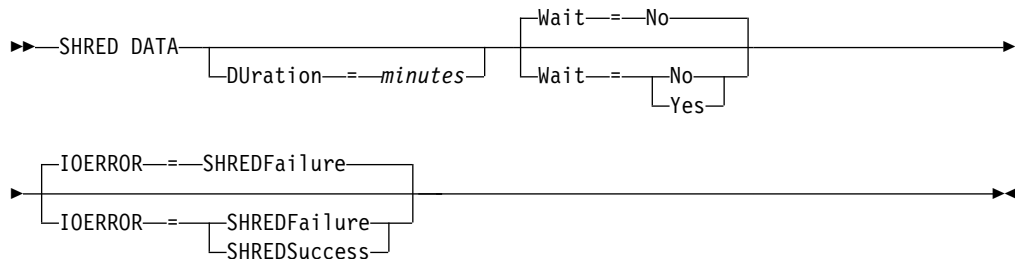 Wait = No
SHRED DATA
DUration = minutes
Wait = No
Yes
IOERROR = SHREDFailure
IOERROR = SHREDFailure
SHREDSuccess